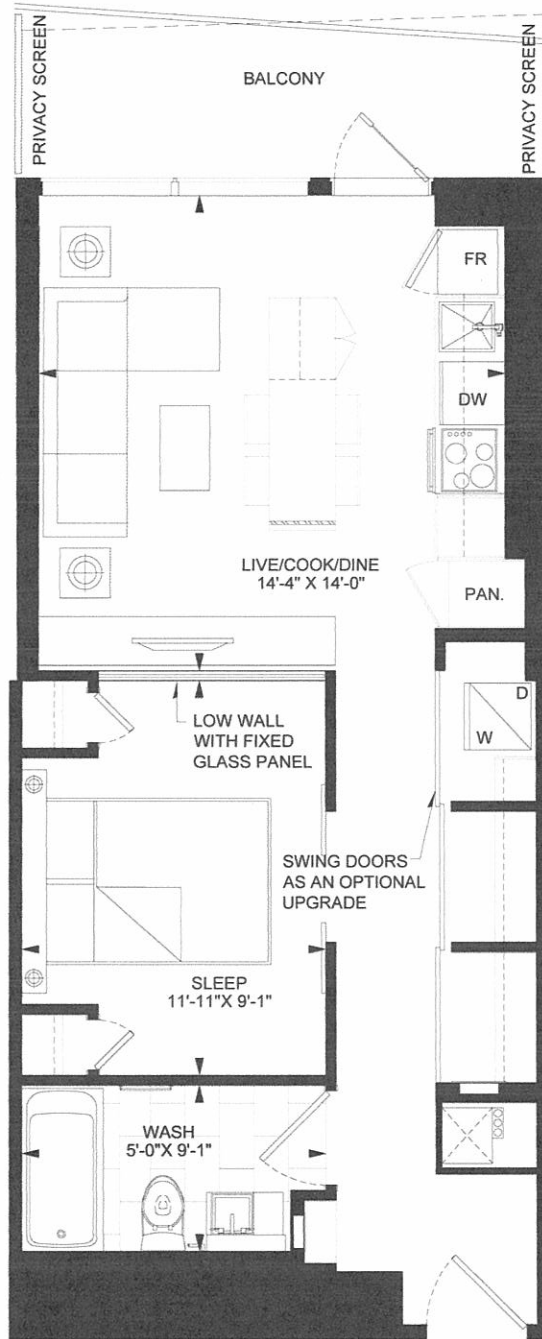 PRIVACY SCREEN
BALCONY
PRIVACY SCREEN
FR
DW
LIVE/COOK/DINE
14'-4" X 14'-0"
PAN.
LOW WALL
WITH FIXED
GLASS PANEL
D
W
SWING DOORS
AS AN OPTIONAL
UPGRADE
SLEEP
11'-11"X 9'-1"
WASH
5'-0"X 9'-1"